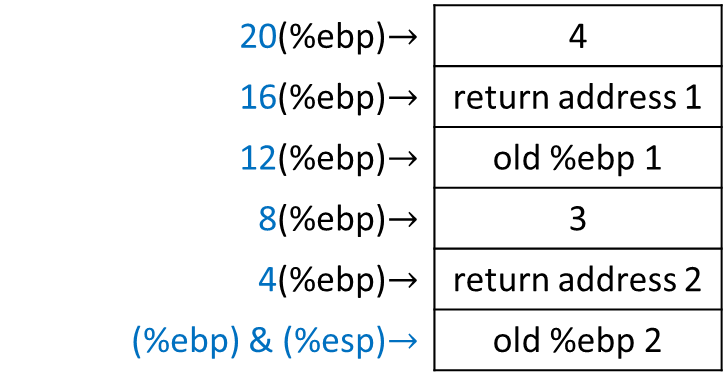 20(%ebp)→ 4
16(%ebp)→ return address 1
12(%ebp)→ old %ebp 1
8(%ebp)→ 3
4(%ebp)→ return address 2
(%ebp) & (%esp)→ old %ebp 2